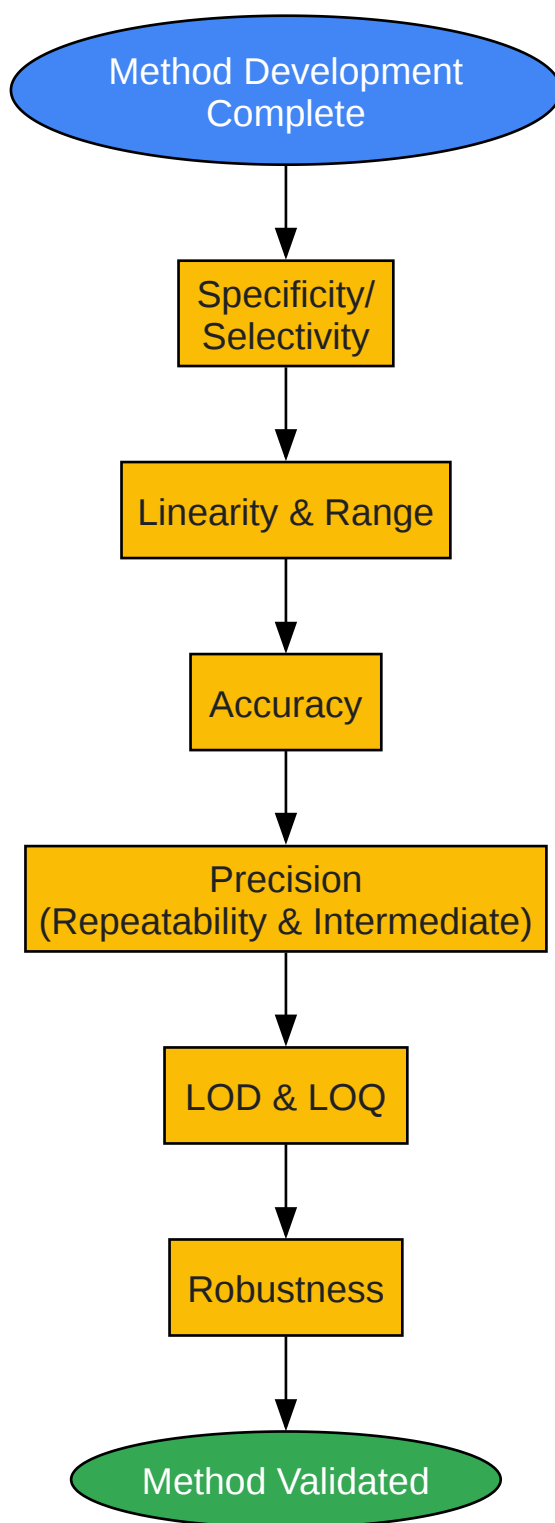 Method Development
Complete
Specificity/
Selectivity
Linearity & Range
Accuracy
Precision
(Repeatability & Intermediate)
LOD & LOQ
Robustness
Method Validated